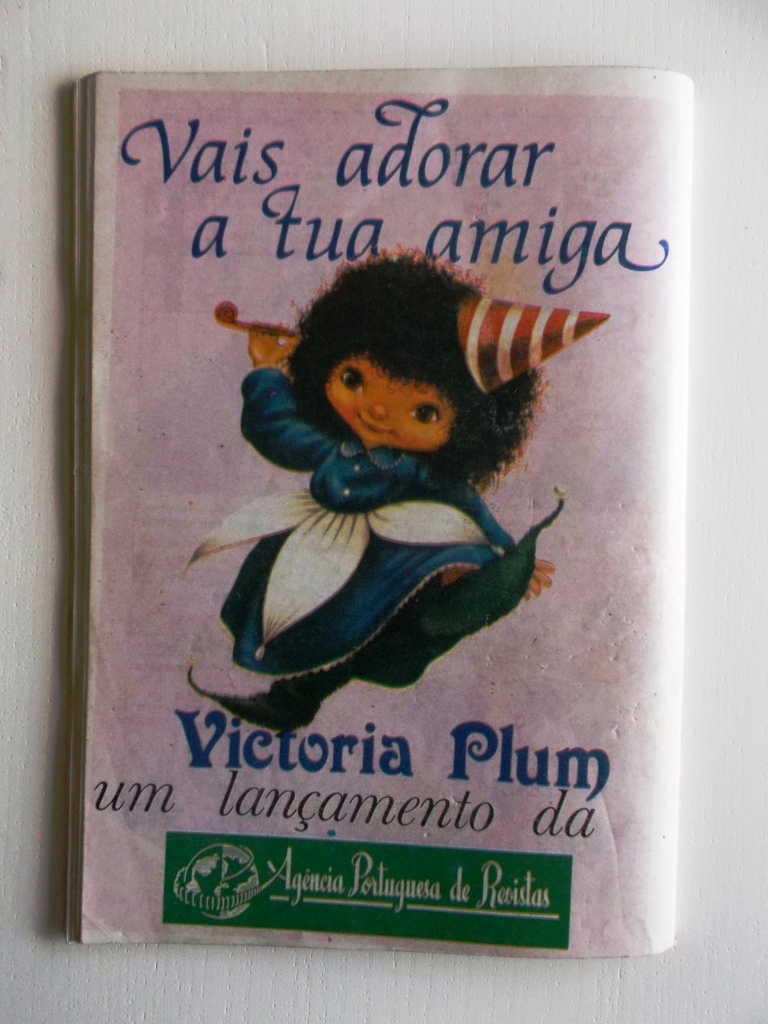 Vais adorar
a tua amiga
Victoria Plum
um lançamento da
Agência Portuguesa de Revistas